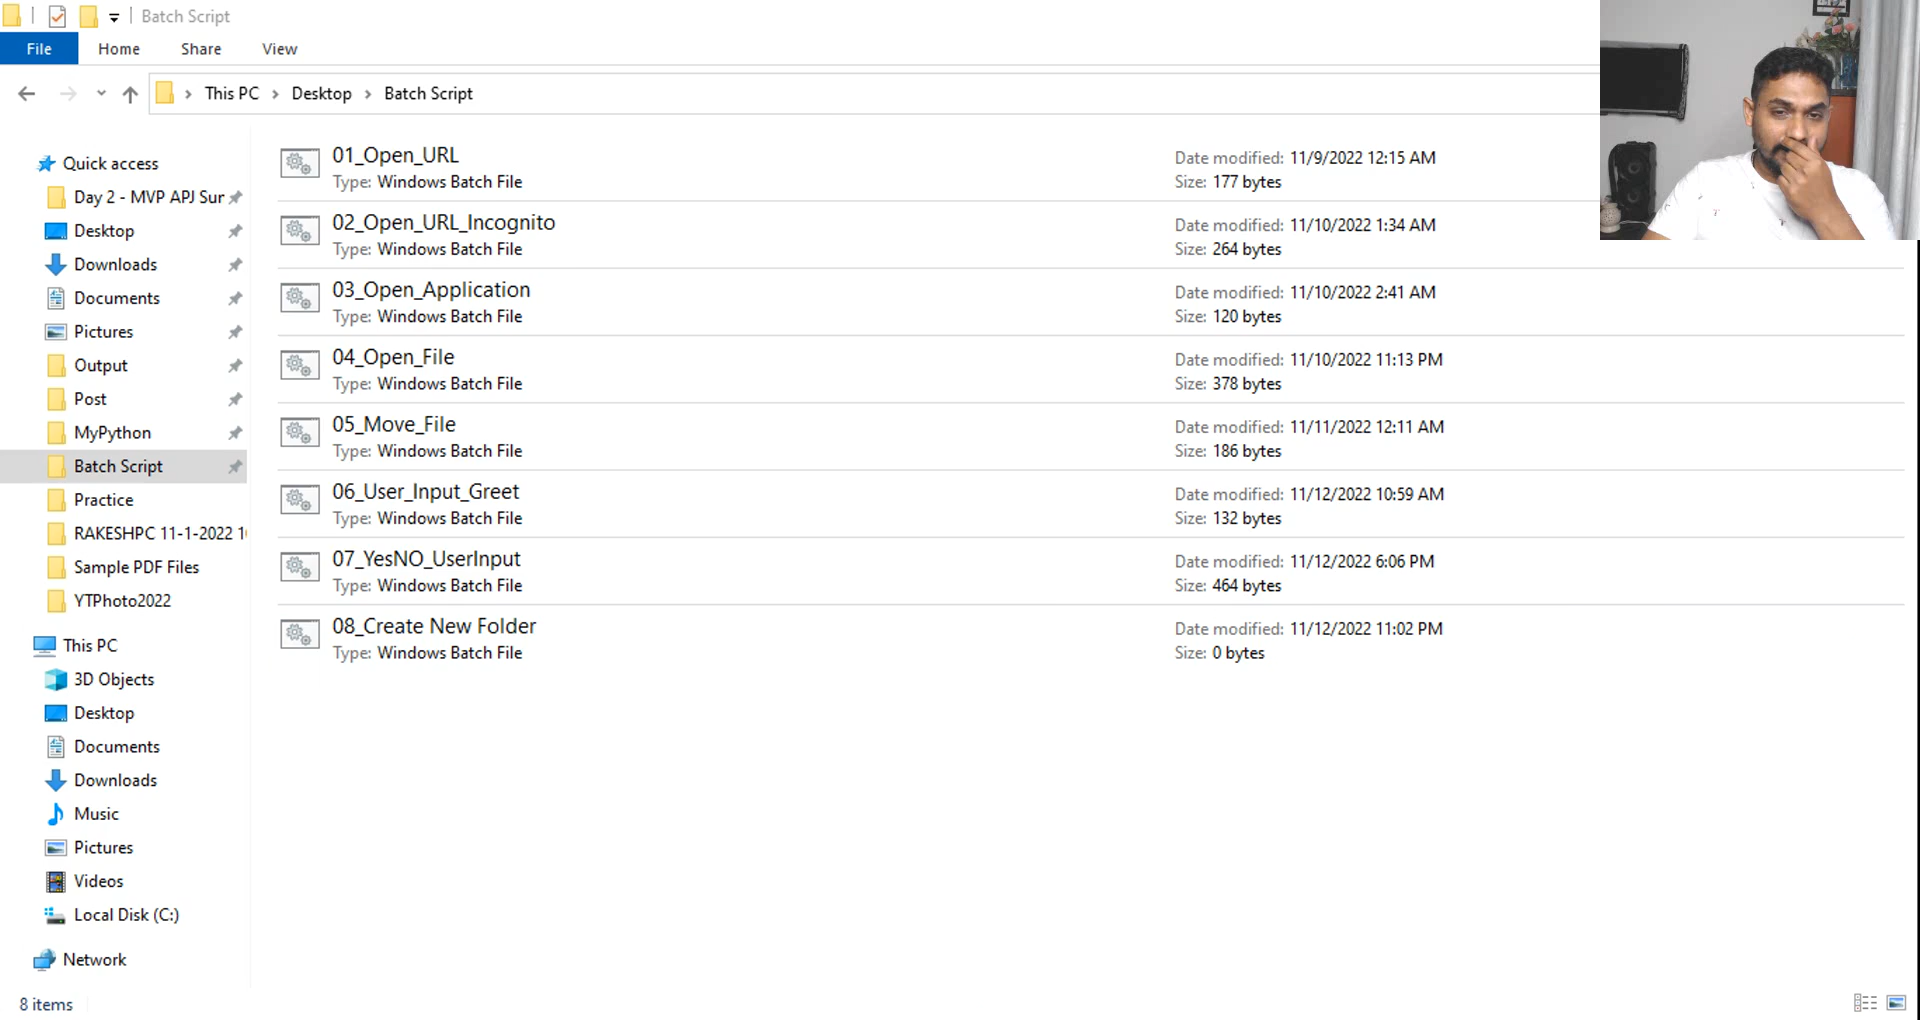 Batch Script
File Home Share View
This PC Desktop Batch Script
Quick access
Day 2 - MVP APJ Sur
Desktop
Downloads
Documents
Pictures
Output
Post
MyPython
Batch Script
Practice
RAKESHPC 11-1-2022 1
Sample PDF Files
YTPhoto2022
This PC
3D Objects
Desktop
Documents
Downloads
Music
Pictures
Videos
Local Disk (C:)
Network
01_Open_URL
Type: Windows Batch File
Date modified: 11/9/2022 12:15 AM
Size: 177 bytes
02_Open_URL_Incognito
Type: Windows Batch File
Date modified: 11/10/2022 1:34 AM
Size: 264 bytes
03_Open_Application
Type: Windows Batch File
Date modified: 11/10/2022 2:41 AM
Size: 120 bytes
04_Open_File
Type: Windows Batch File
Date modified: 11/10/2022 11:13 PM
Size: 378 bytes
05_Move_File
Type: Windows Batch File
Date modified: 11/11/2022 12:11 AM
Size: 186 bytes
06_User_Input_Greet
Type: Windows Batch File
Date modified: 11/12/2022 10:59 AM
Size: 132 bytes
07_YesNO_UserInput
Type: Windows Batch File
Date modified: 11/12/2022 6:06 PM
Size: 464 bytes
08_Create New Folder
Type: Windows Batch File
Date modified: 11/12/2022 11:02 PM
Size: 0 bytes
8 items